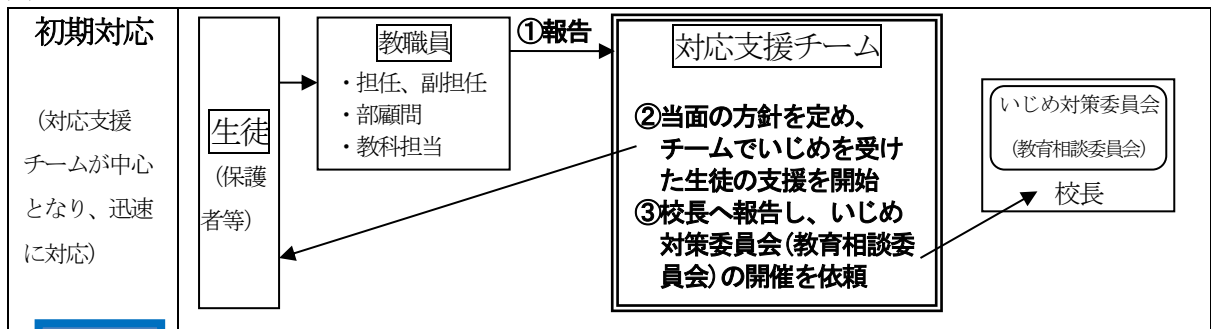 初期対応
(対応支援
チームが中心
となり、迅速
に対応)
生徒
(保護
者等)
教職員
・担任、副担任
・部顧問
・教科担当
①報告
対応支援チーム
②当面の方針を定め、
チームでいじめを受け
た生徒の支援を開始
③校長へ報告し、いじめ
対策委員会(教育相談委
員会)の開催を依頼
いじめ対策委員会
(教育相談委員会)
校長